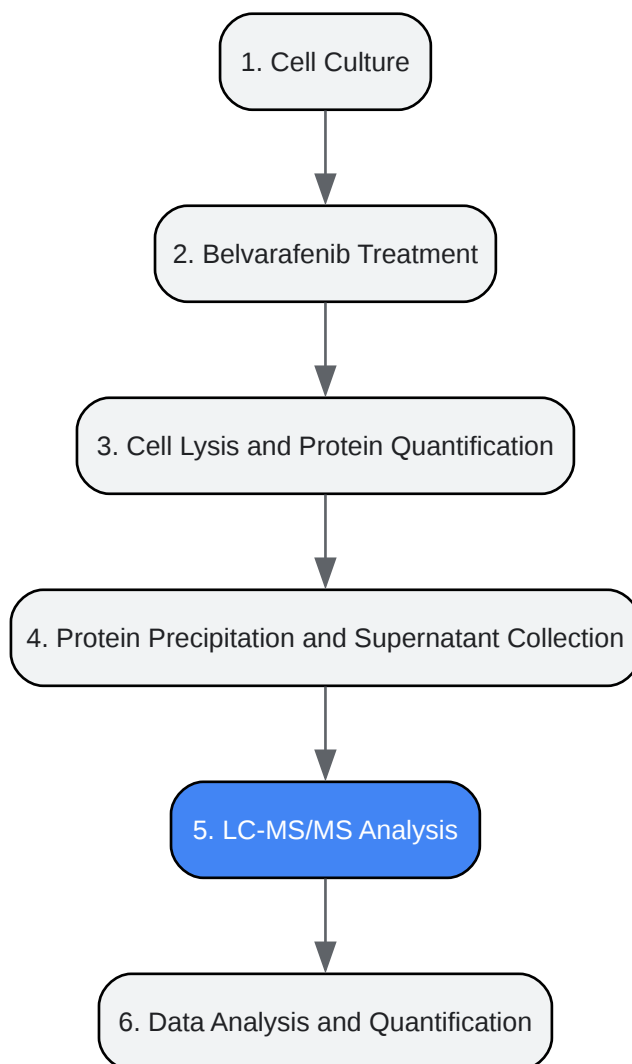 1. Cell Culture
2. Belvarafenib Treatment
3. Cell Lysis and Protein Quantification
4. Protein Precipitation and Supernatant Collection
5. LC-MS/MS Analysis
6. Data Analysis and Quantification